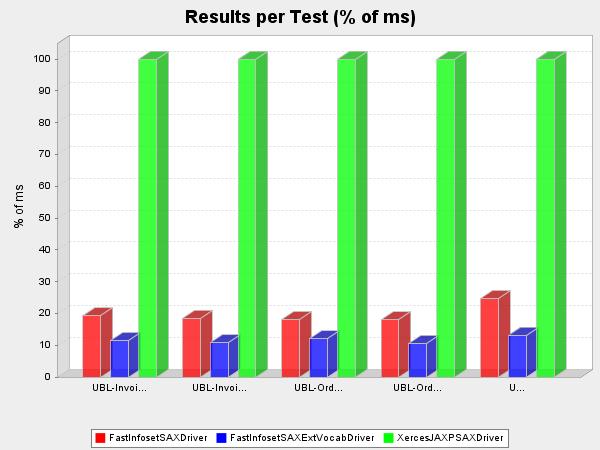 Results per Test (% of ms)
% of ms
100
90
80
70
60
50
40
30
20
10
0
UBL-Invoi... UBL-Invoi... UBL-Ord... UBL-Ord... U...
FastInfosetSAXDriver FastInfosetSAXExtVocabDriver XercesJAXPSAXDriver